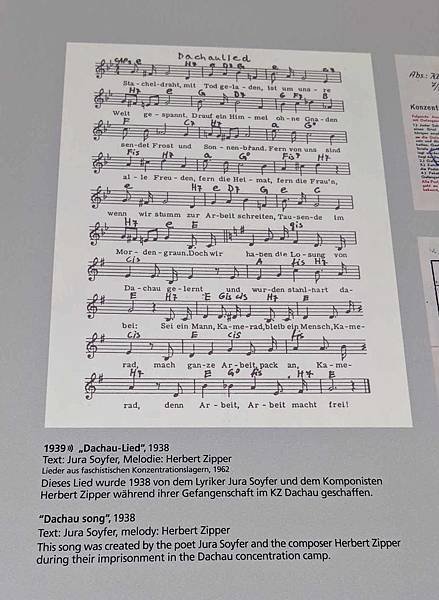 Dachaulied
Sta-chel-draht, mit Tod ge-la-den, ist um uns-re
Welt ge-spannt. Drauf ein Him-mel oh-ne Gna-den
sen-det Frost und Son-nen-brand. Fern von uns sind
al-le Freu-den, fern die Hei-mat, fern die Frau'n,
wenn wir stumm zur Ar-beit schreiten, Tau-sen-de im
Mor-den-graun. Doch wir ha-ben die Lo-sung von
Da-chau ge-lernt und wur-den stanl-hart da-
bei: Sei ein Mann, Ka-me-rad, bleib ein Mensch, Ka-me-
rad, mach gan-ze Ar-beit, pack an, Ka-me-
rad, denn Ar-beit, Ar-beit macht frei!
Abs.:
Konzent
1939 „Dachau-Lied“, 1938
Text: Jura Soyfer, Melodie: Herbert Zipper
Lieder aus faschistischen Konzentrationslagern, 1962
Dieses Lied wurde 1938 von dem Lyriker Jura Soyfer und dem Komponisten
Herbert Zipper während ihrer Gefangenschaft im KZ Dachau geschaffen.
“Dachau song”, 1938
Text: Jura Soyfer, melody: Herbert Zipper
This song was created by the poet Jura Soyfer and the composer Herbert Zipper
during their imprisonment in the Dachau concentration camp.